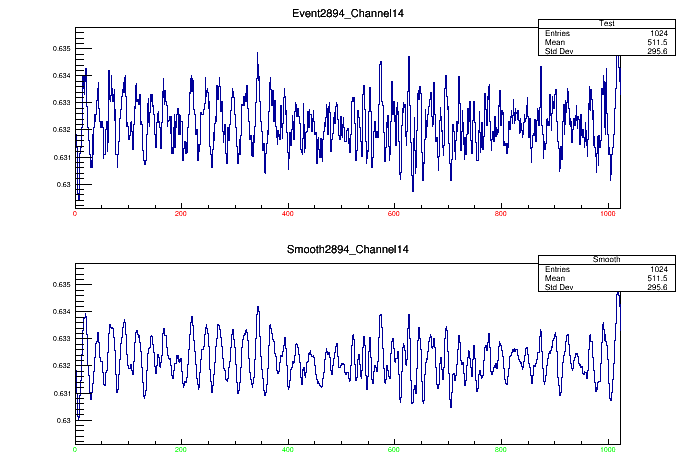 Event2894_Channel14
Test
Entries 1024
Mean 511.5
Std Dev 295.6
0.635
0.634
0.633
0.632
0.631
0.63
0 200 400 600 800 1000
Smooth2894_Channel14
Smooth
Entries 1024
Mean 511.5
Std Dev 295.6
0.635
0.634
0.633
0.632
0.631
0.63
0 200 400 600 800 1000